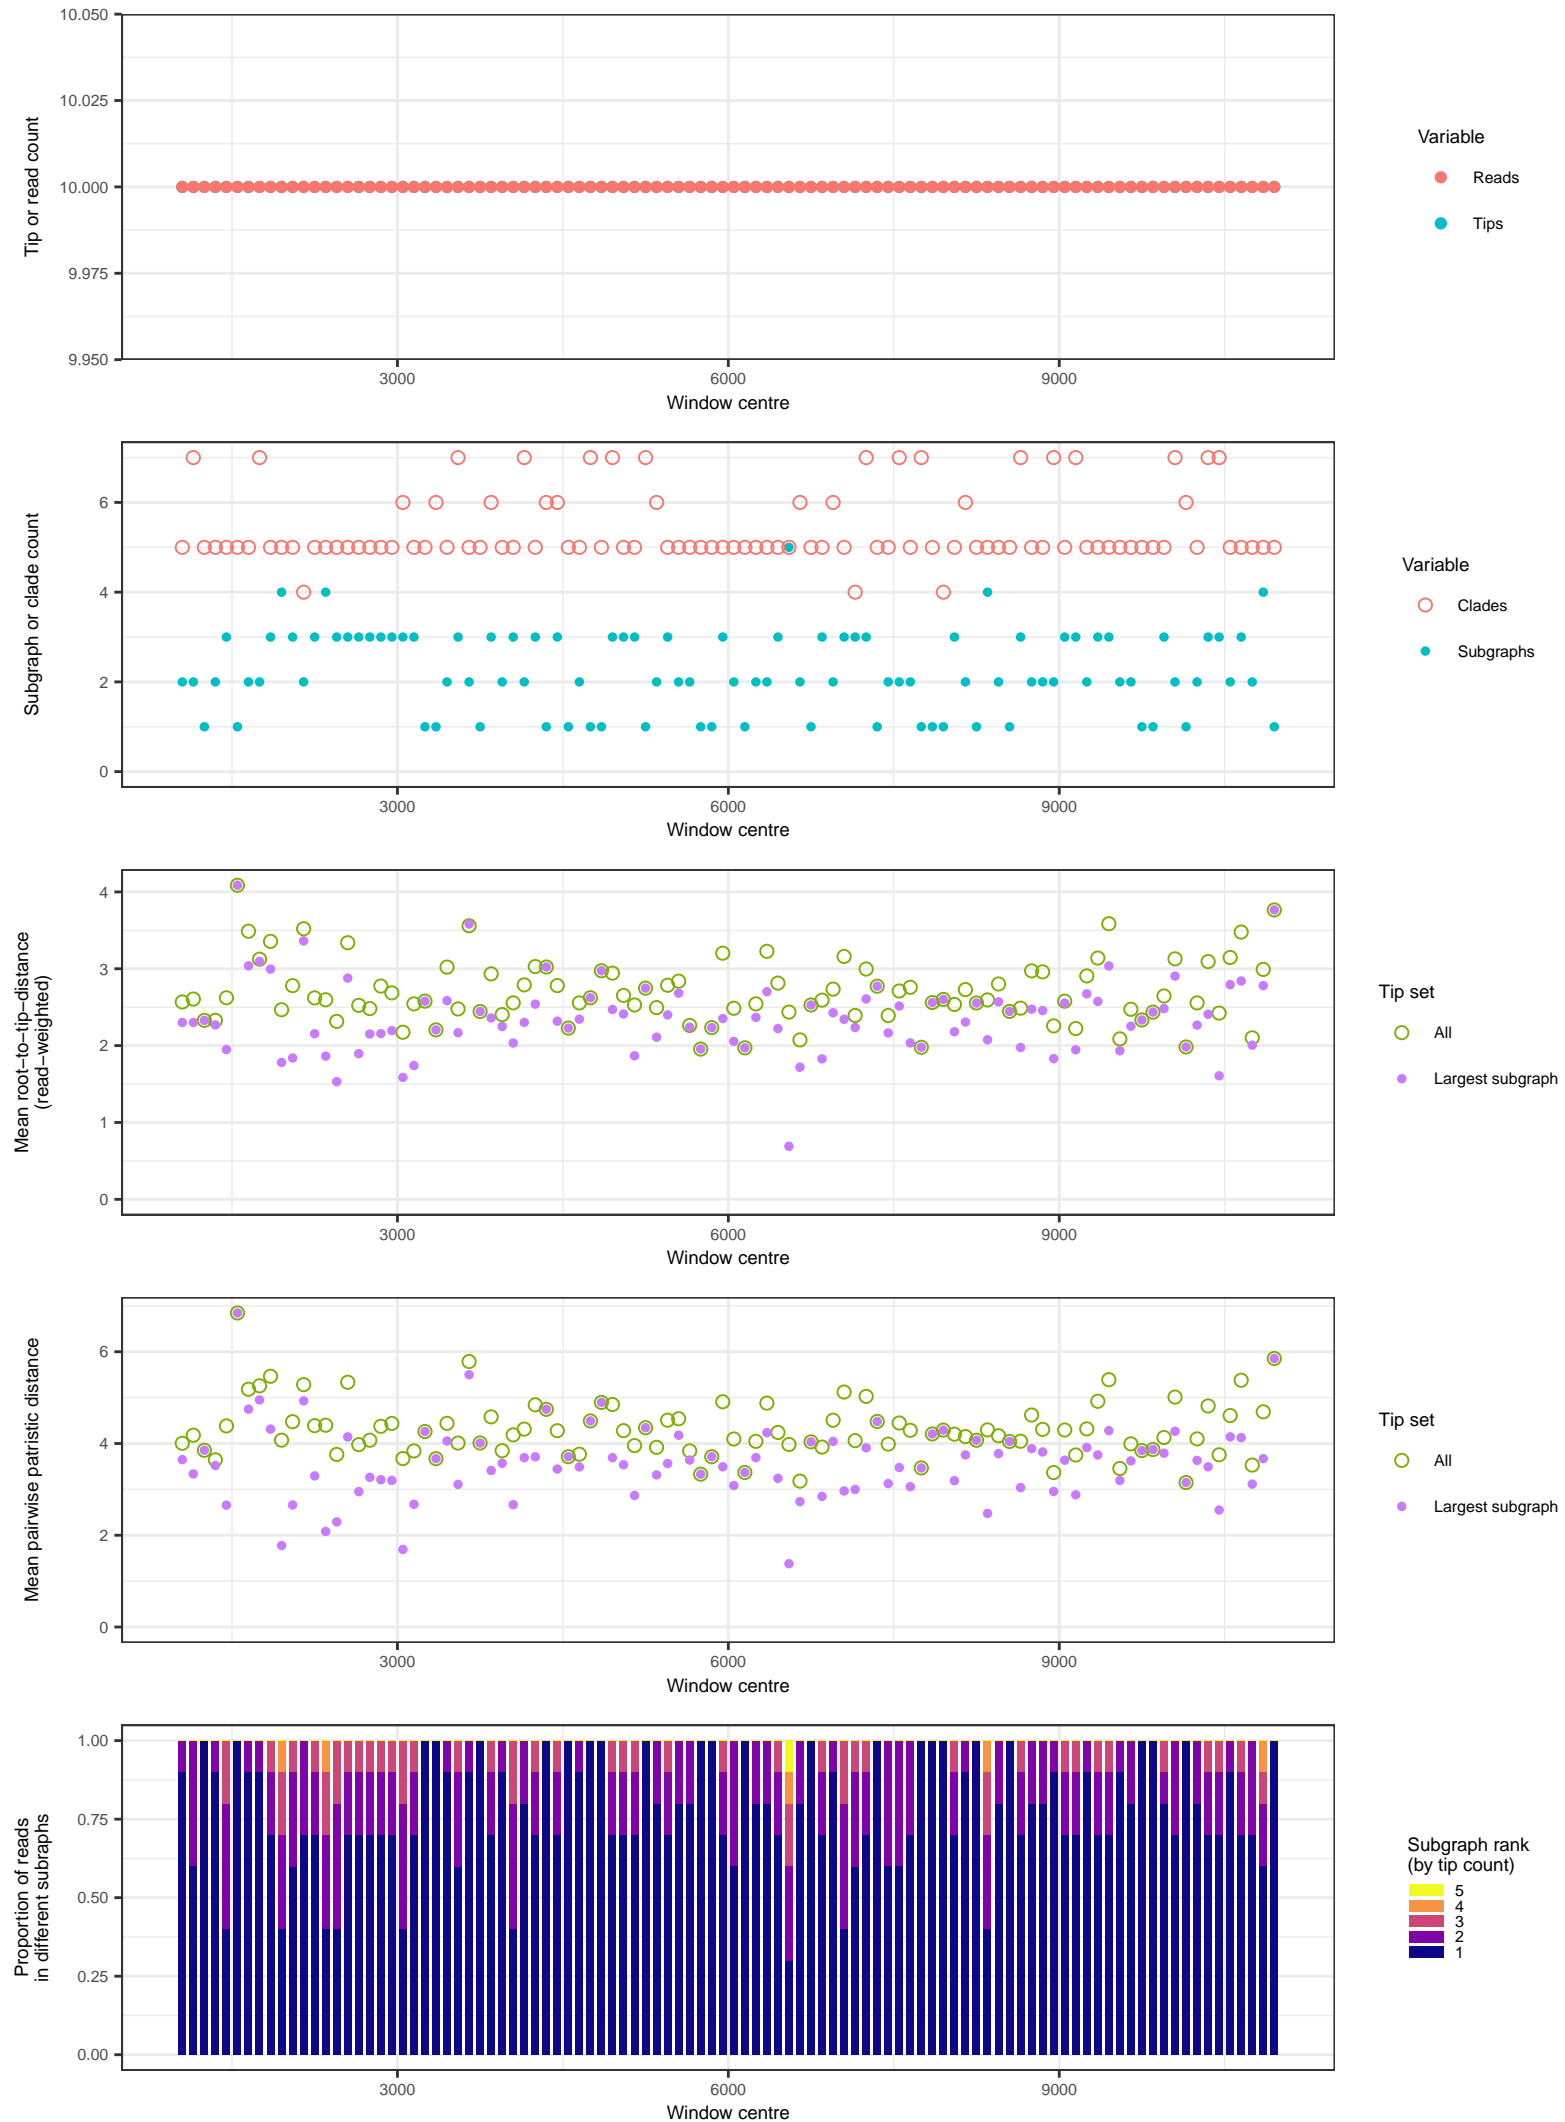 10.050
10.025
10.000
9.975
9.950
Tip or read count
3000
6000
9000
Window centre
Variable
Reads
Tips
6
4
2
0
Subgraph or clade count
3000
6000
9000
Window centre
Variable
Clades
Subgraphs
4
3
2
1
0
Mean root−to−tip−distance
(read−weighted)
3000
6000
9000
Window centre
Tip set
All
Largest subgraph
6
4
2
0
Mean pairwise patristic distance
3000
6000
9000
Window centre
Tip set
All
Largest subgraph
1.00
0.75
0.50
0.25
0.00
Proportion of reads
in different subraphs
3000
6000
9000
Window centre
Subgraph rank
(by tip count)
5
4
3
2
1